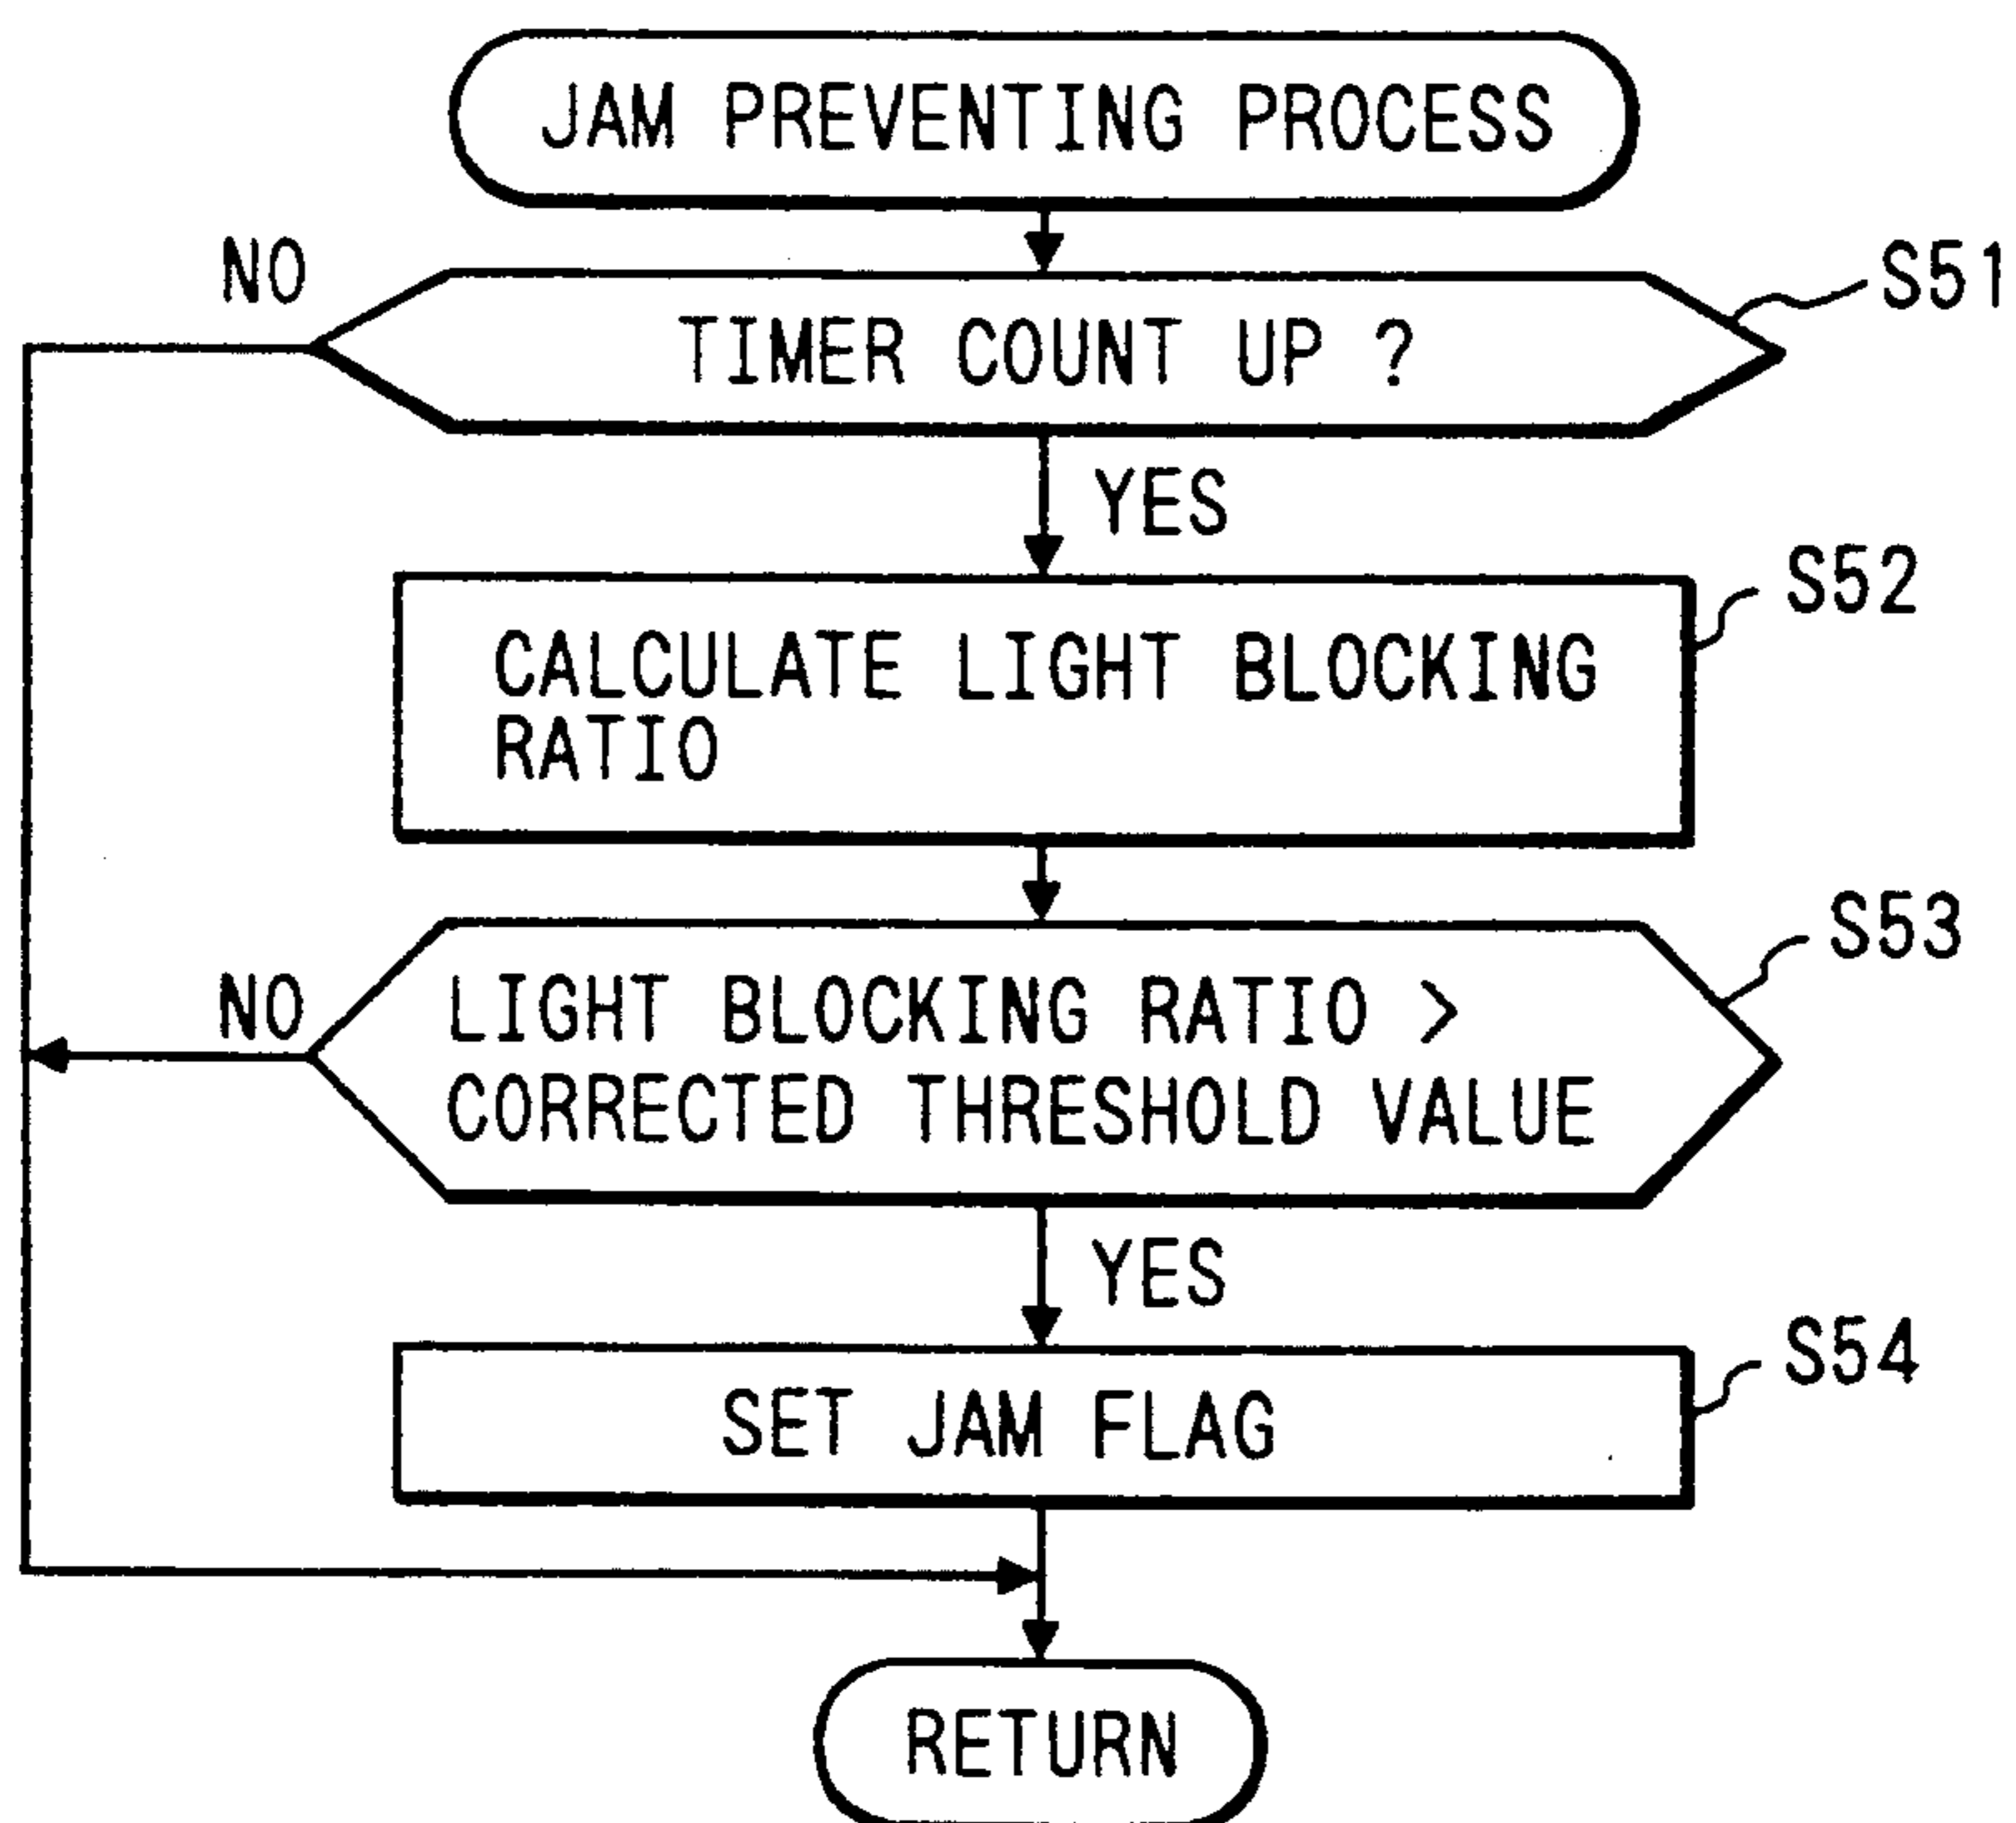 JAM PREVENTING PROCESS
NO
S51
TIMER COUNT UP ?
YES
S52
CALCULATE LIGHT BLOCKING
RATIO
S53
NO
LIGHT BLOCKING RATIO >
CORRECTED THRESHOLD VALUE
YES
S54
SET JAM FLAG
RETURN